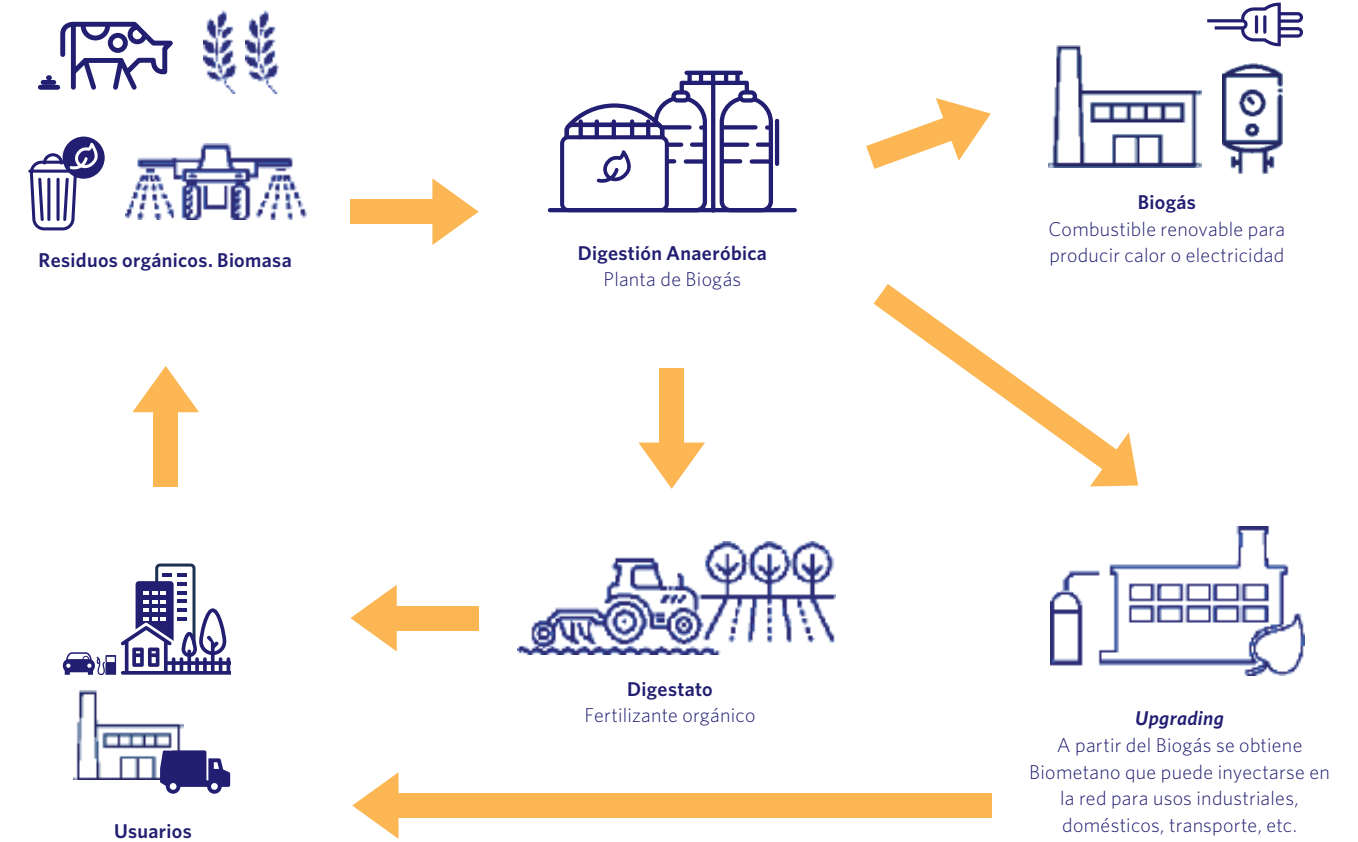 Residuos orgánicos. Biomasa
Digestión Anaeróbica
Planta de Biogás
Biogás
Combustible renovable para
producir calor o electricidad
Digestato
Fertilizante orgánico
Upgrading
A partir del Biogás se obtiene
Biometano que puede inyectarse en
la red para usos industriales,
domésticos, transporte, etc.
Usuarios